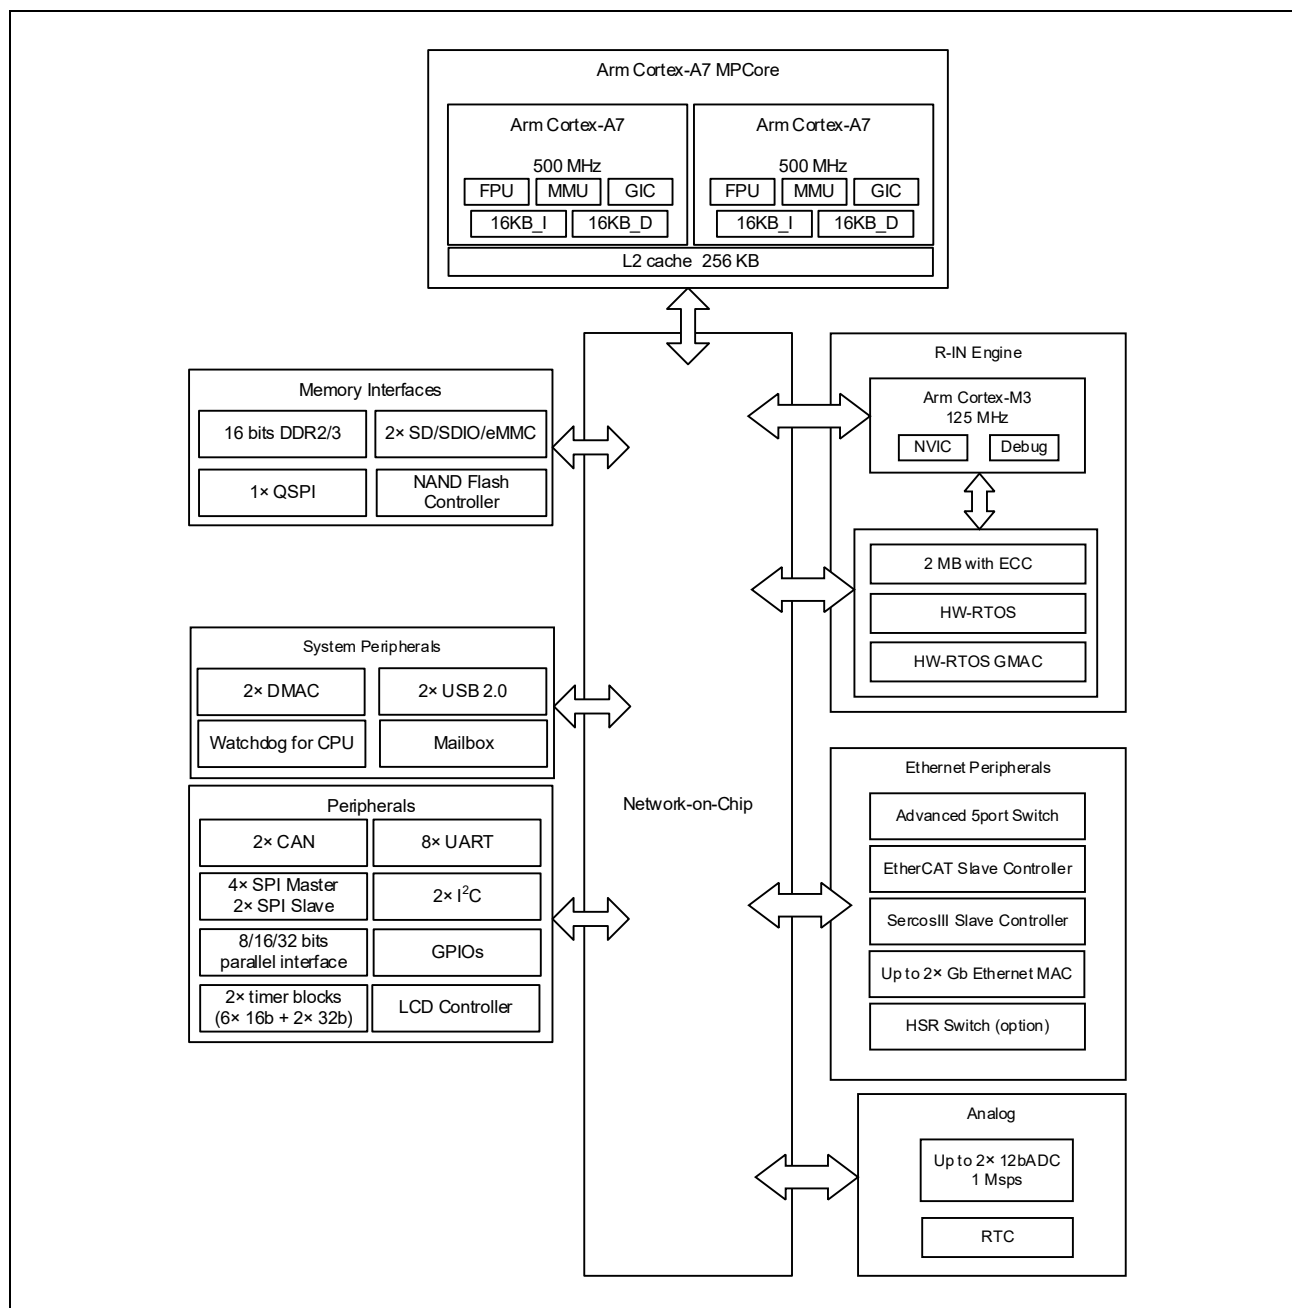 Arm Cortex-A7 MPCore
Arm Cortex-A7
500 MHz
FPU
MMU
GIC
16KB_I
16KB_D
Arm Cortex-A7
500 MHz
FPU
MMU
GIC
16KB_I
16KB_D
L2 cache 256 KB
Memory Interfaces
16 bits DDR2/3
2× SD/SDIO/eMMC
1× QSPI
NAND Flash
Controller
System Peripherals
2× DMAC
2× USB 2.0
Watchdog for CPU
Mailbox
Peripherals
2× CAN
8× UART
4× SPI Master
2× SPI Slave
2× I²C
8/16/32 bits
parallel interface
GPIOs
2× timer blocks
(6× 16b + 2× 32b)
LCD Controller
Network-on-Chip
R-IN Engine
Arm Cortex-M3
125 MHz
NVIC
Debug
2 MB with ECC
HW-RTOS
HW-RTOS GMAC
Ethernet Peripherals
Advanced 5port Switch
EtherCAT Slave Controller
SercosIII Slave Controller
Up to 2× Gb Ethernet MAC
HSR Switch (option)
Analog
Up to 2× 12bADC
1 Msps
RTC